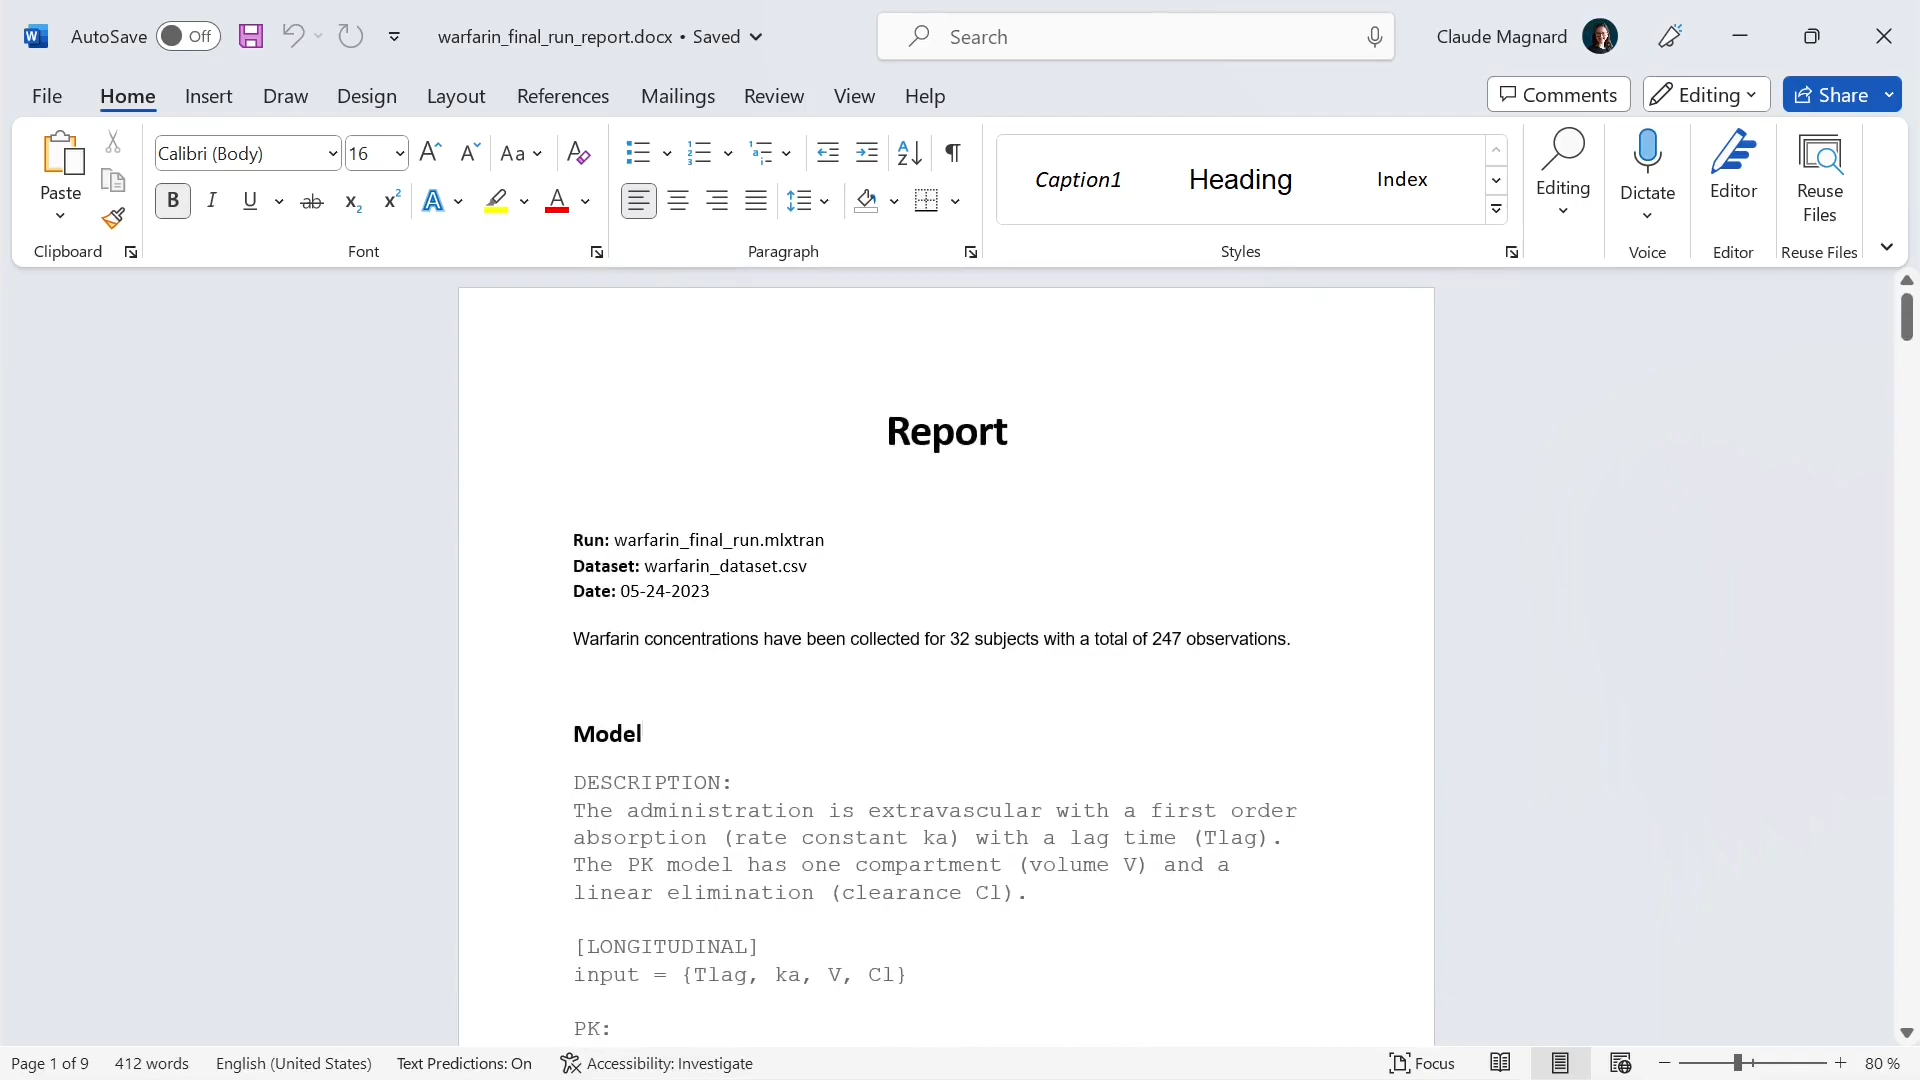 AutoSave Off warfarin_final_run_report.docx • Saved Search Claude Magnard
File Home Insert Draw Design Layout References Mailings Review View Help Comments Editing Share
Paste
Clipboard
Calibri (Body) 16 Aa
B I U ab x2 x2 A A
Font
Paragraph
Caption1 Heading Index
Styles
Editing
Dictate
Voice
Editor
Editor
Reuse
Files
Reuse Files
Report
Run: warfarin_final_run.mlxtran
Dataset: warfarin_dataset.csv
Date: 05-24-2023
Warfarin concentrations have been collected for 32 subjects with a total of 247 observations.
Model
DESCRIPTION:
The administration is extravascular with a first order
absorption (rate constant ka) with a lag time (Tlag).
The PK model has one compartment (volume V) and a
linear elimination (clearance Cl).
[LONGITUDINAL]
input = {Tlag, ka, V, Cl}
PK:
Page 1 of 9 412 words English (United States) Text Predictions: On Accessibility: Investigate Focus 80 %